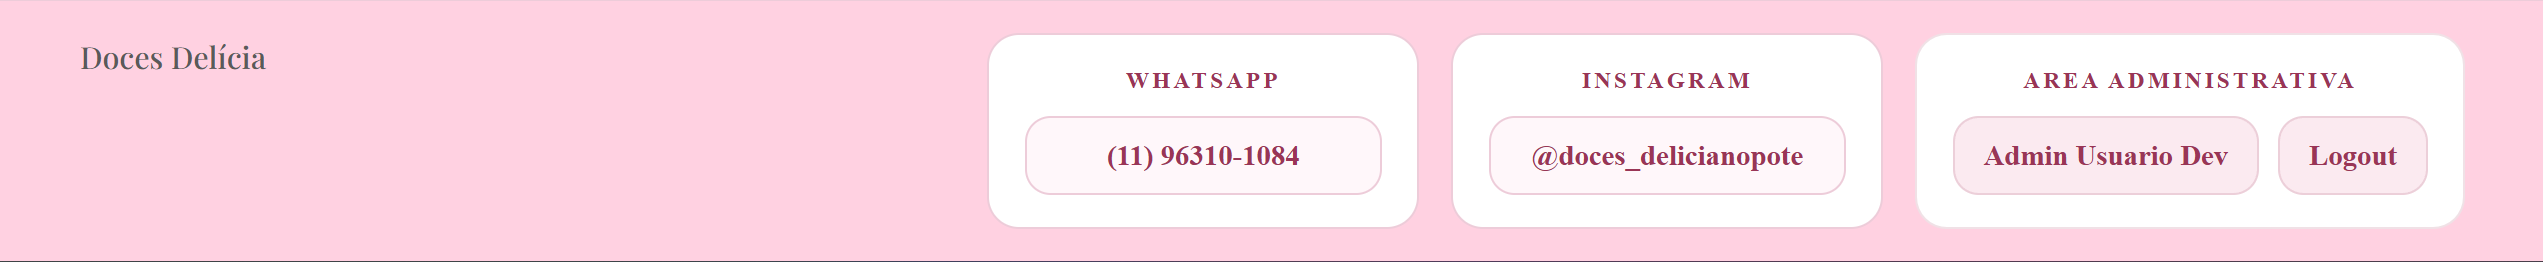 Doces Delícia
WHATSAPP
(11) 96310-1084
INSTAGRAM
@doces_delicianopote
AREA ADMINISTRATIVA
Admin Usuario Dev
Logout